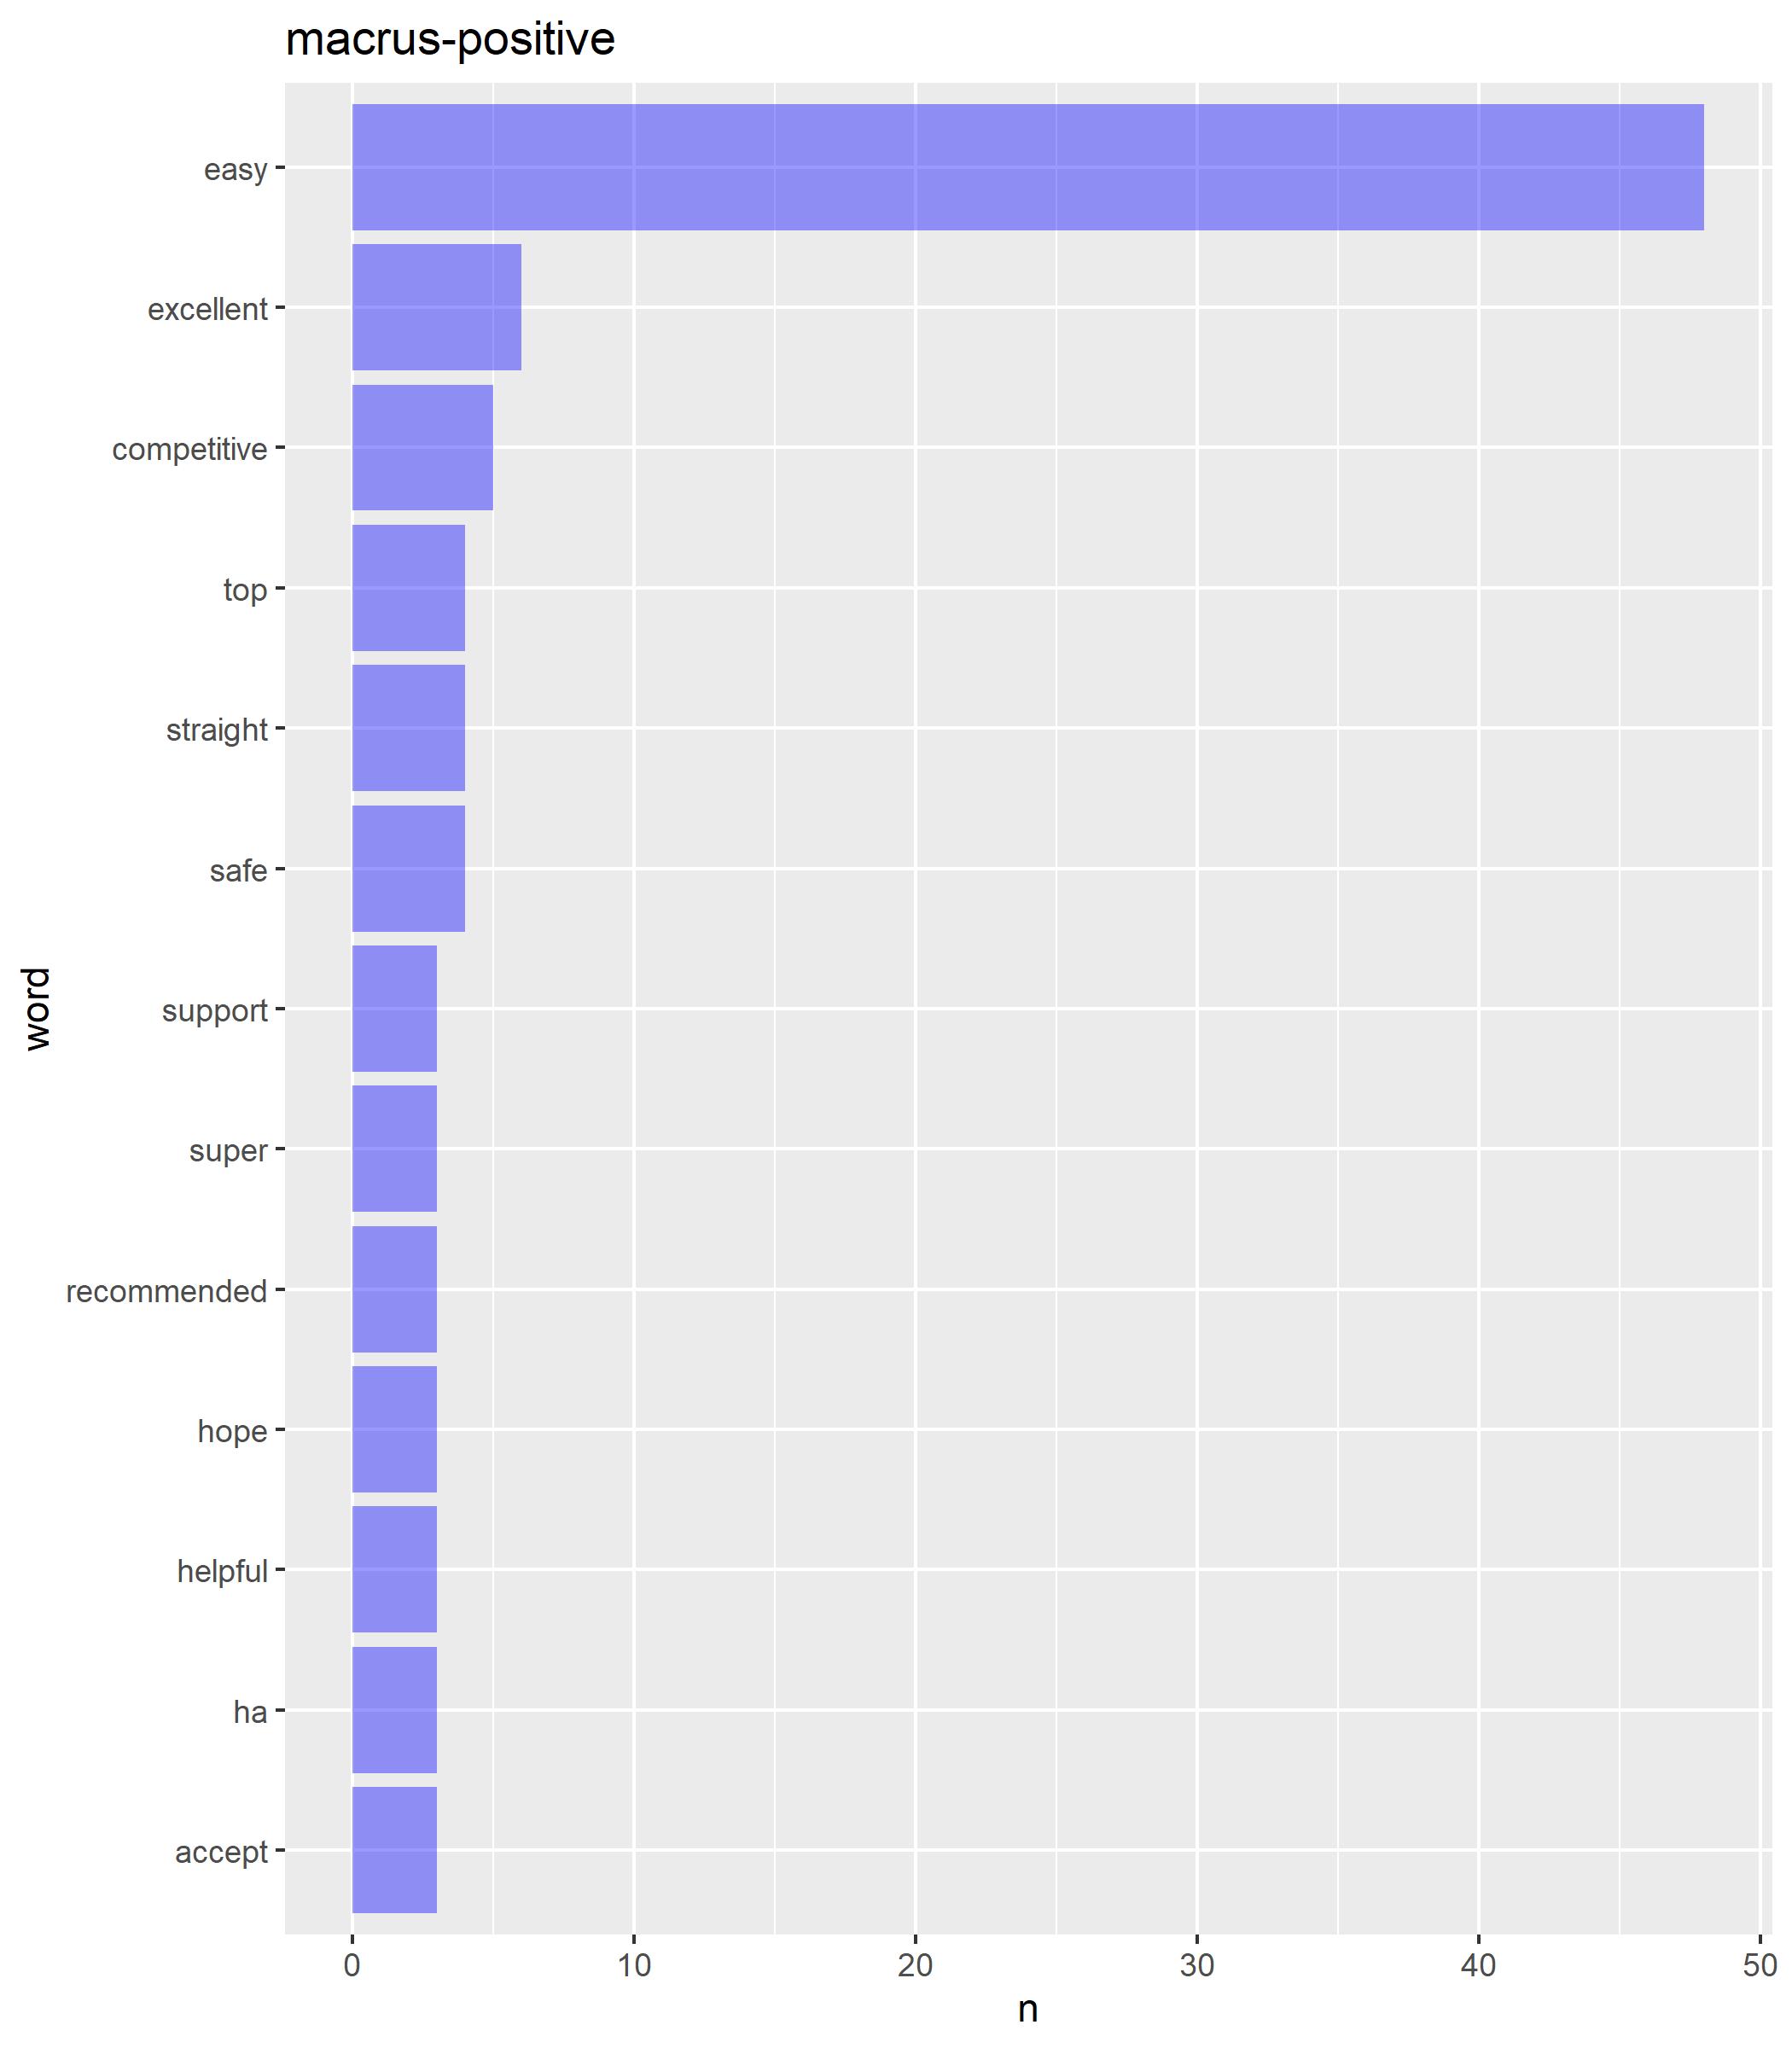 macrus-positive
easy
excellent
competitive
top
straight
safe
support
super
recommended
hope
helpful
ha
accept
word
0 10 20 30 40 50
n